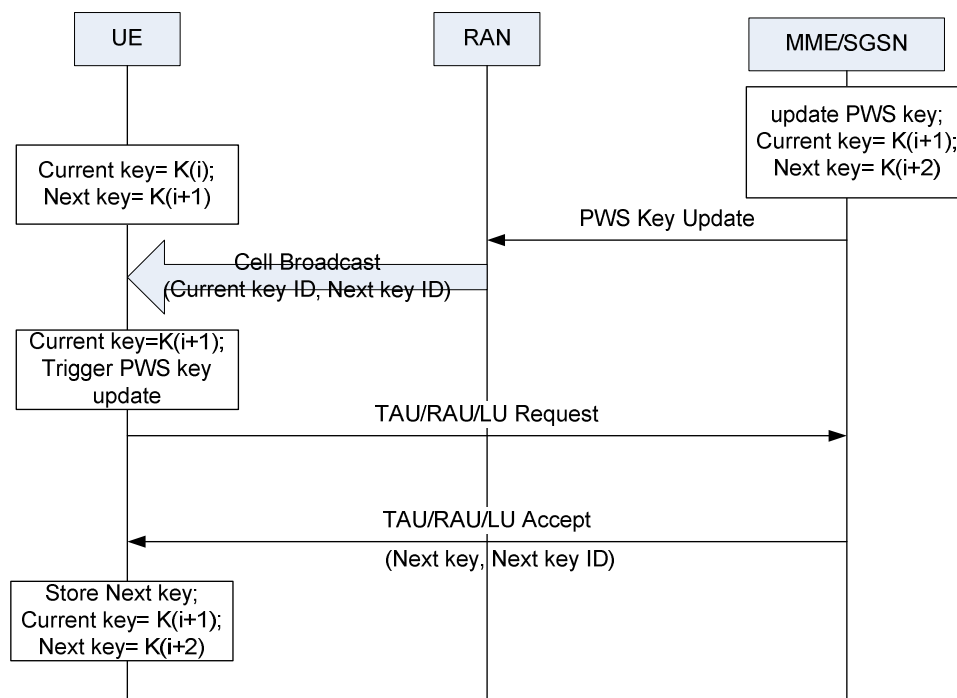 UE
RAN
MME/SGSN
update PWS key;
Current key= K(i+1);
Next key= K(i+2)
Current key= K(i);
Next key= K(i+1)
PWS Key Update
Cell Broadcast
(Current key ID, Next key ID)
Current key=K(i+1);
Trigger PWS key
update
TAU/RAU/LU Request
TAU/RAU/LU Accept
(Next key, Next key ID)
Store Next key;
Current key= K(i+1);
Next key= K(i+2)